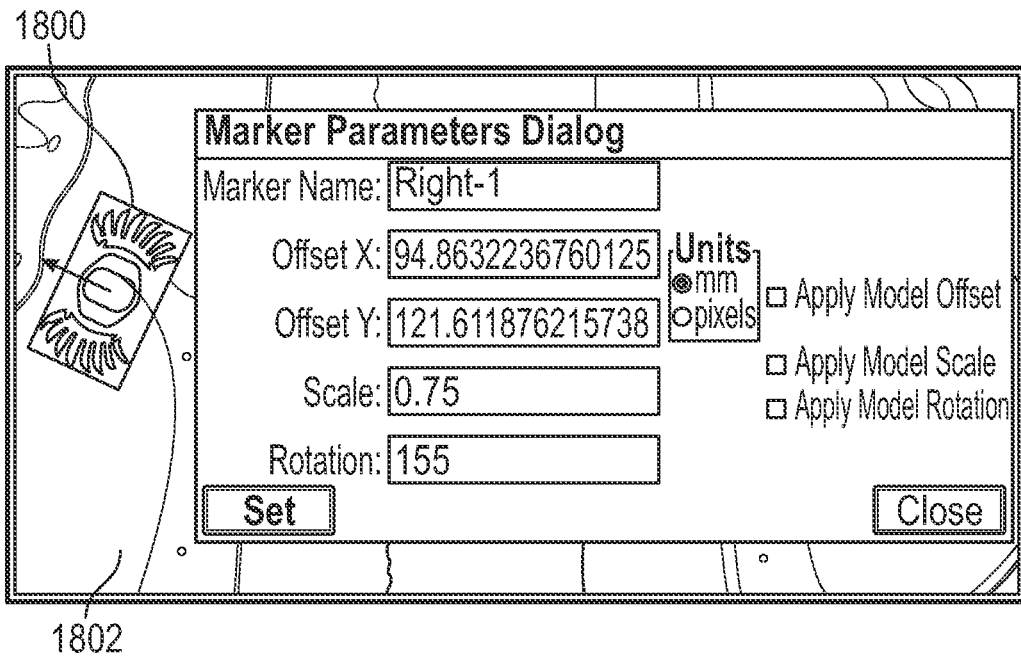 1800
Marker Parameters Dialog
Marker Name: Right-1
Offset X: 94.8632236760125
Units
mm
pixels
Offset Y: 121.611876215738
Apply Model Offset
Scale: 0.75
Apply Model Scale
Apply Model Rotation
Rotation: 155
Set
Close
1802